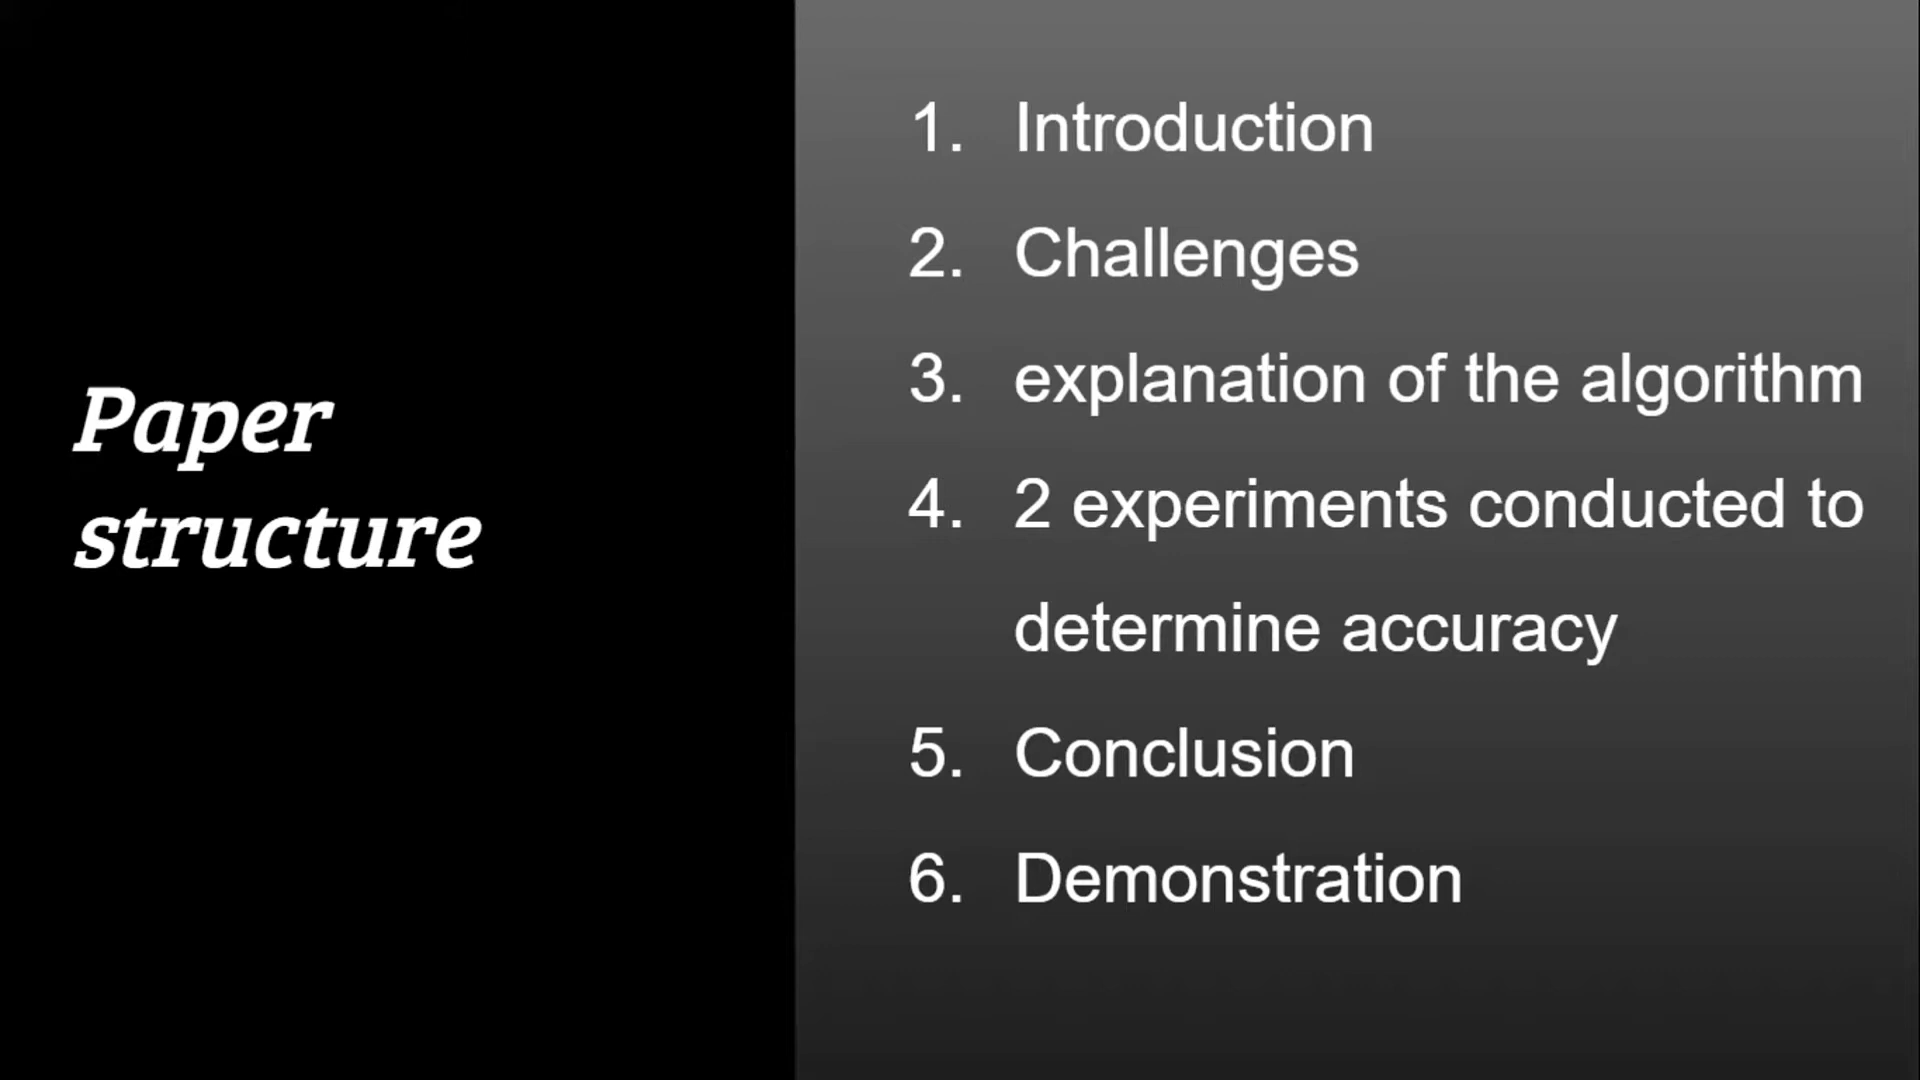 Paper
structure
1. Introduction
2. Challenges
3. explanation of the algorithm
4. 2 experiments conducted to
determine accuracy
5. Conclusion
6. Demonstration